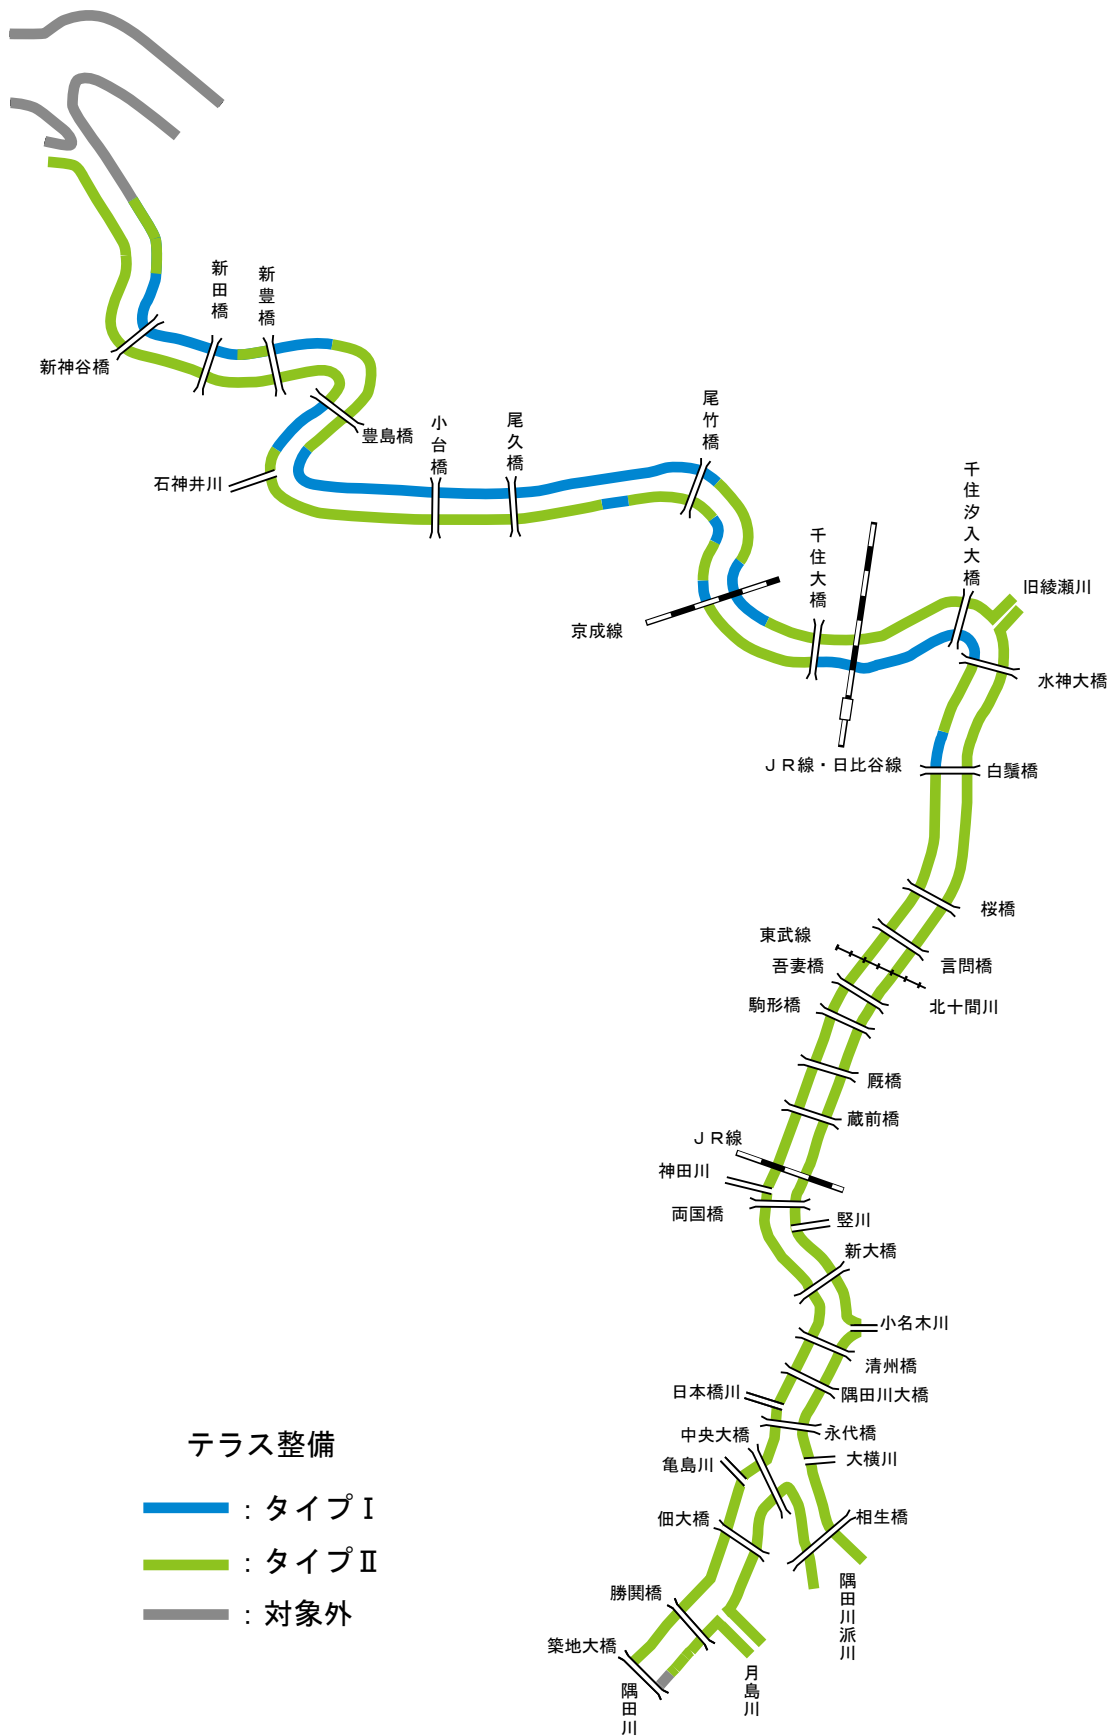 新田橋
新豊橋
新神谷橋
豊島橋
小台橋
尾久橋
尾竹橋
石神井川
千住大橋
千住汐入大橋
旧綾瀬川
京成線
水神大橋
ＪＲ線・日比谷線
白鬚橋
桜橋
東武線
吾妻橋
言問橋
駒形橋
北十間川
厩橋
蔵前橋
ＪＲ線
神田川
両国橋
竪川
新大橋
小名木川
清州橋
日本橋川
隅田川大橋
中央大橋
永代橋
亀島川
大横川
佃大橋
相生橋
隅田川派川
勝鬨橋
築地大橋
月島川
隅田川
テラス整備
：タイプⅠ
：タイプⅡ
：対象外